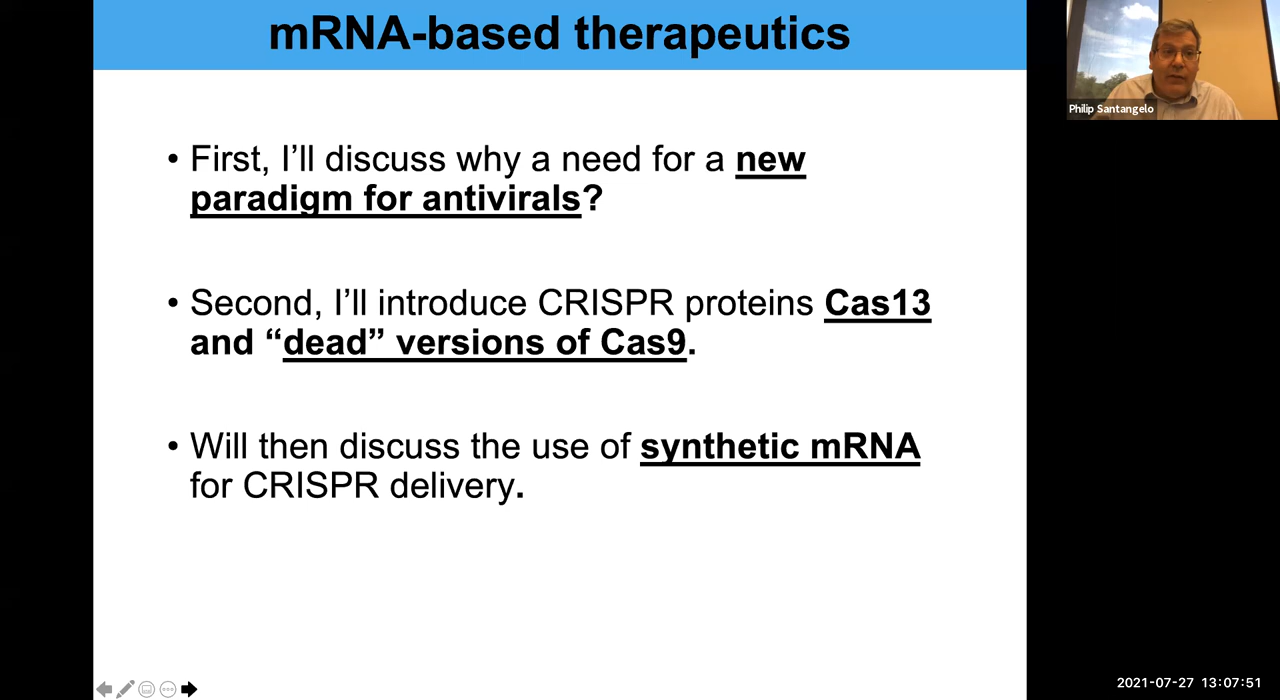 mRNA-based therapeutics
• First, I’ll discuss why a need for a new
paradigm for antivirals?
• Second, I’ll introduce CRISPR proteins Cas13
and “dead” versions of Cas9.
• Will then discuss the use of synthetic mRNA
for CRISPR delivery.
Philip Santangelo
2021-07-27 13:07:51